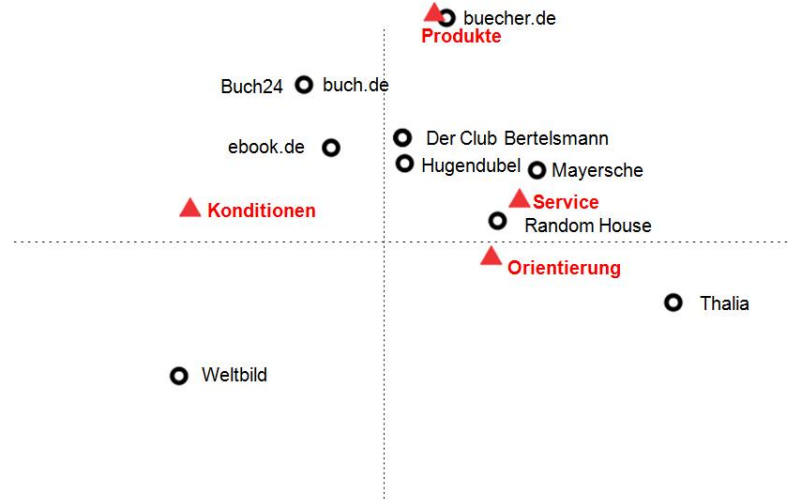 buecher.de
Produkte
Buch24 buch.de
Der Club Bertelsmann
ebook.de
Hugendubel
Mayersche
Service
Konditionen
Random House
Orientierung
Thalia
Weltbild